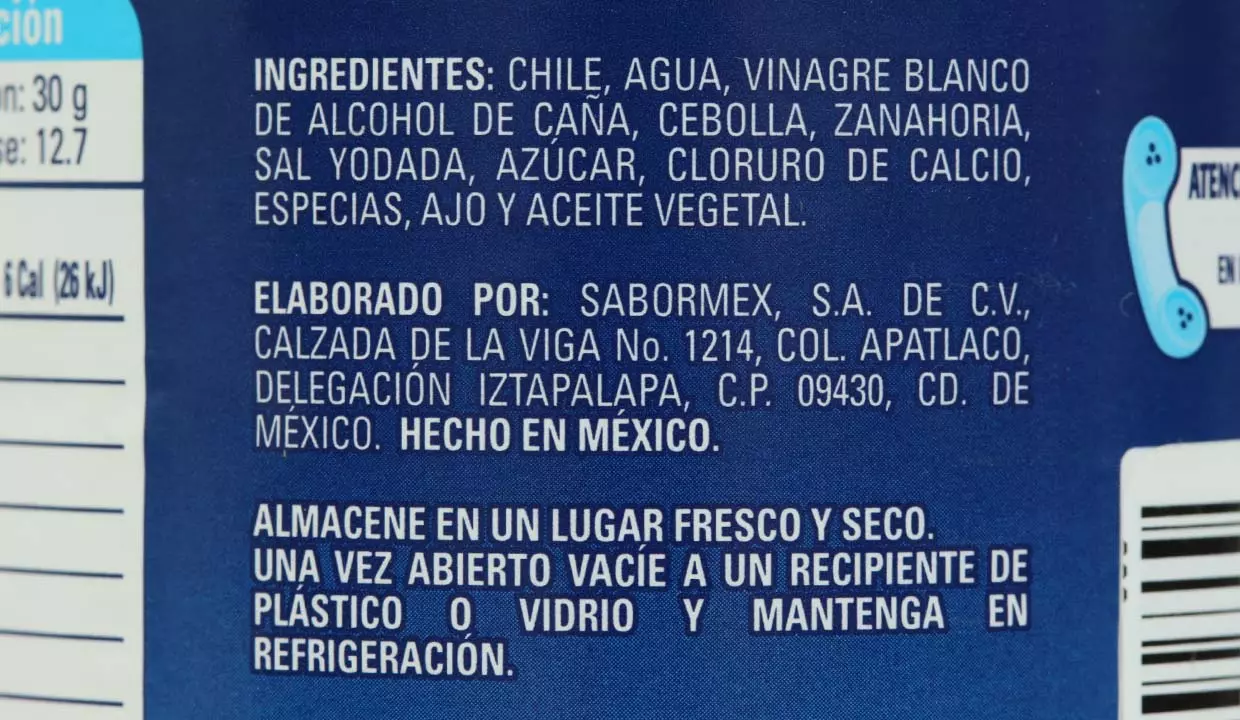 ción
n: 30 g
se: 12.7
6 Cal (26 kJ)
INGREDIENTES: CHILE, AGUA, VINAGRE BLANCO
DE ALCOHOL DE CAÑA, CEBOLLA, ZANAHORIA,
SAL YODADA, AZÚCAR, CLORURO DE CALCIO,
ESPECIAS, AJO Y ACEITE VEGETAL.
ELABORADO POR: SABORMEX, S.A. DE C.V.,
CALZADA DE LA VIGA No. 1214, COL. APATLACO,
DELEGACIÓN IZTAPALAPA, C.P. 09430, CD. DE
MÉXICO. HECHO EN MÉXICO.
ALMACENE EN UN LUGAR FRESCO Y SECO.
UNA VEZ ABIERTO VACÍE A UN RECIPIENTE DE
PLÁSTICO O VIDRIO Y MANTENGA EN
REFRIGERACIÓN.
ATENC
EN